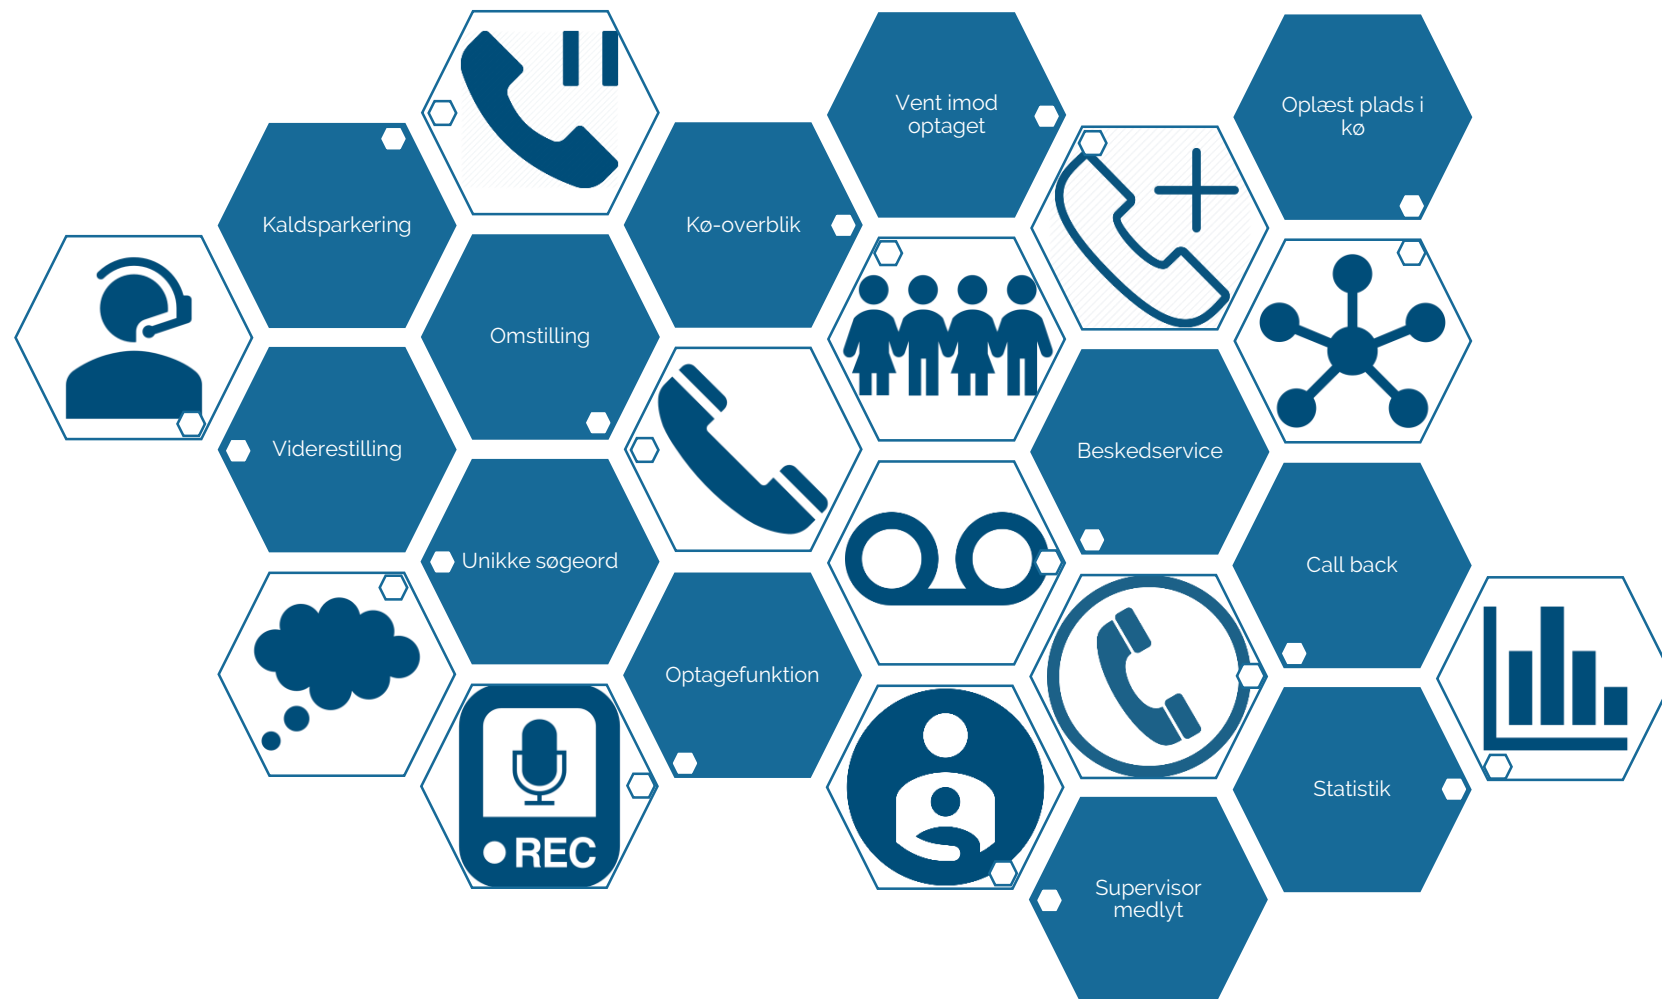 Vent imod
optaget
Oplæst plads i
kø
Kaldsparkering
Kø-overblik
Omstilling
Viderestilling
Beskedservice
Unikke søgeord
Call back
Optagefunktion
Statistik
REC
Supervisor
medlyt